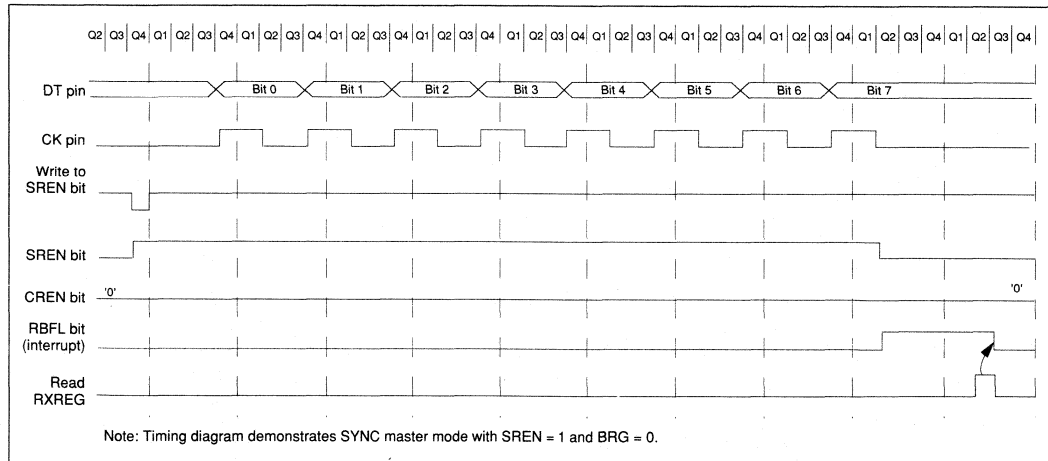 Q2 Q3 Q4 Q1 Q2 Q3 Q4 Q1 Q2 Q3 Q4 Q1 Q2 Q3 Q4 Q1 Q2 Q3 Q4 Q1 Q2 Q3 Q4 Q1 Q2 Q3 Q4 Q1 Q2 Q3 Q4 Q1 Q2 Q3 Q4 Q1 Q2 Q3 Q4 Q1 Q2 Q3 Q4
DT pin Bit 0 Bit 1 Bit 2 Bit 3 Bit 4 Bit 5 Bit 6 Bit 7
CK pin
Write to
SREN bit
SREN bit
CREN bit '0' '0'
RBFL bit
(interrupt)
Read
RXREG
Note: Timing diagram demonstrates SYNC master mode with SREN = 1 and BRG = 0.